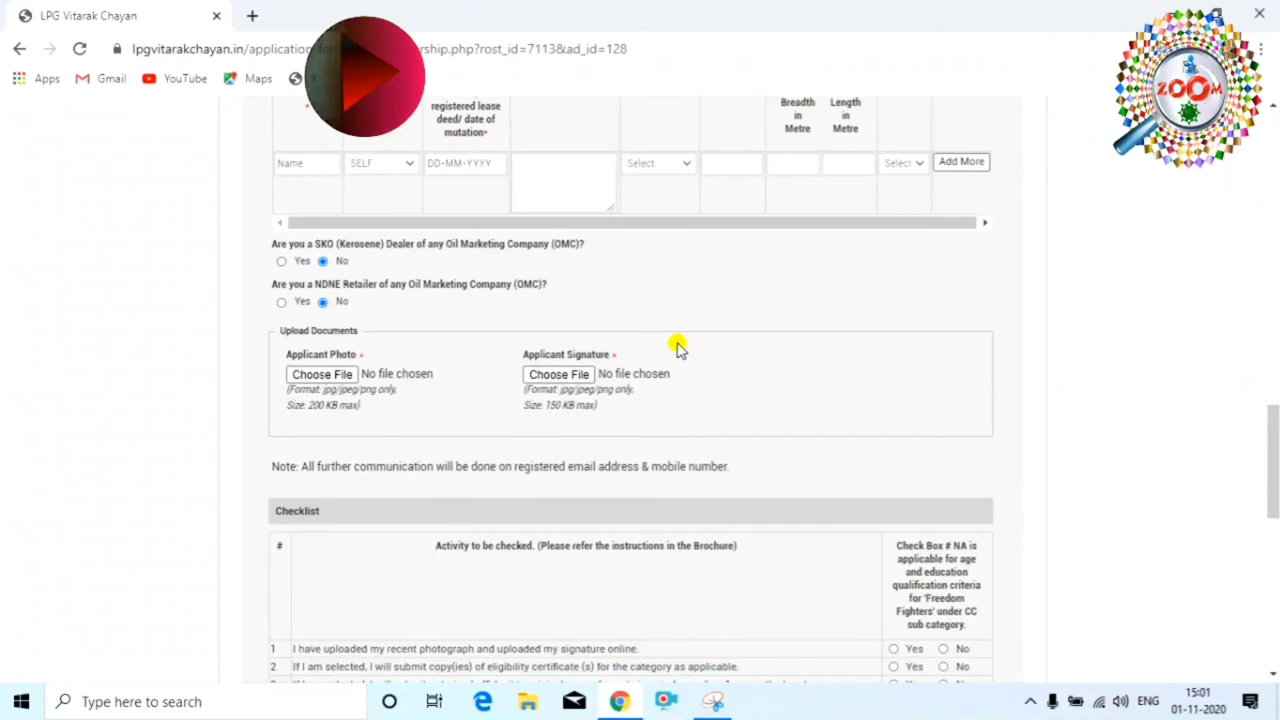 LPG Vitarak Chayan
lpgvitarakchayan.in/application
ship.php?rost_id=7113&ad_id=128
Apps
Gmail
YouTube
Maps
ZOOM
registered lease
deed/ date of
mutation*
Breadth
in
Metre
Length
in
Metre
Name
SELF
DD-MM-YYYY
Select
Select
Add More
Are you a SKO (Kerosene) Dealer of any Oil Marketing Company (OMC)?
Yes No
Are you a NDNE Retailer of any Oil Marketing Company (OMC)?
Yes No
Upload Documents
Applicant Photo *
Choose File No file chosen
(Format: jpg/jpeg/png only,
Size: 200 KB max)
Applicant Signature *
Choose File No file chosen
(Format: jpg/jpeg/png only,
Size: 150 KB max)
Note: All further communication will be done on registered email address & mobile number.
Checklist
#
Activity to be checked. (Please refer the instructions in the Brochure)
Check Box # NA is
applicable for age
and education
qualification criteria
for 'Freedom
Fighters' under CC
sub category.
1 I have uploaded my recent photograph and uploaded my signature online. Yes No
2 If I am selected, I will submit copy(ies) of eligibility certificate (s) for the category as applicable. Yes No
Type here to search
ENG
15:01
01-11-2020